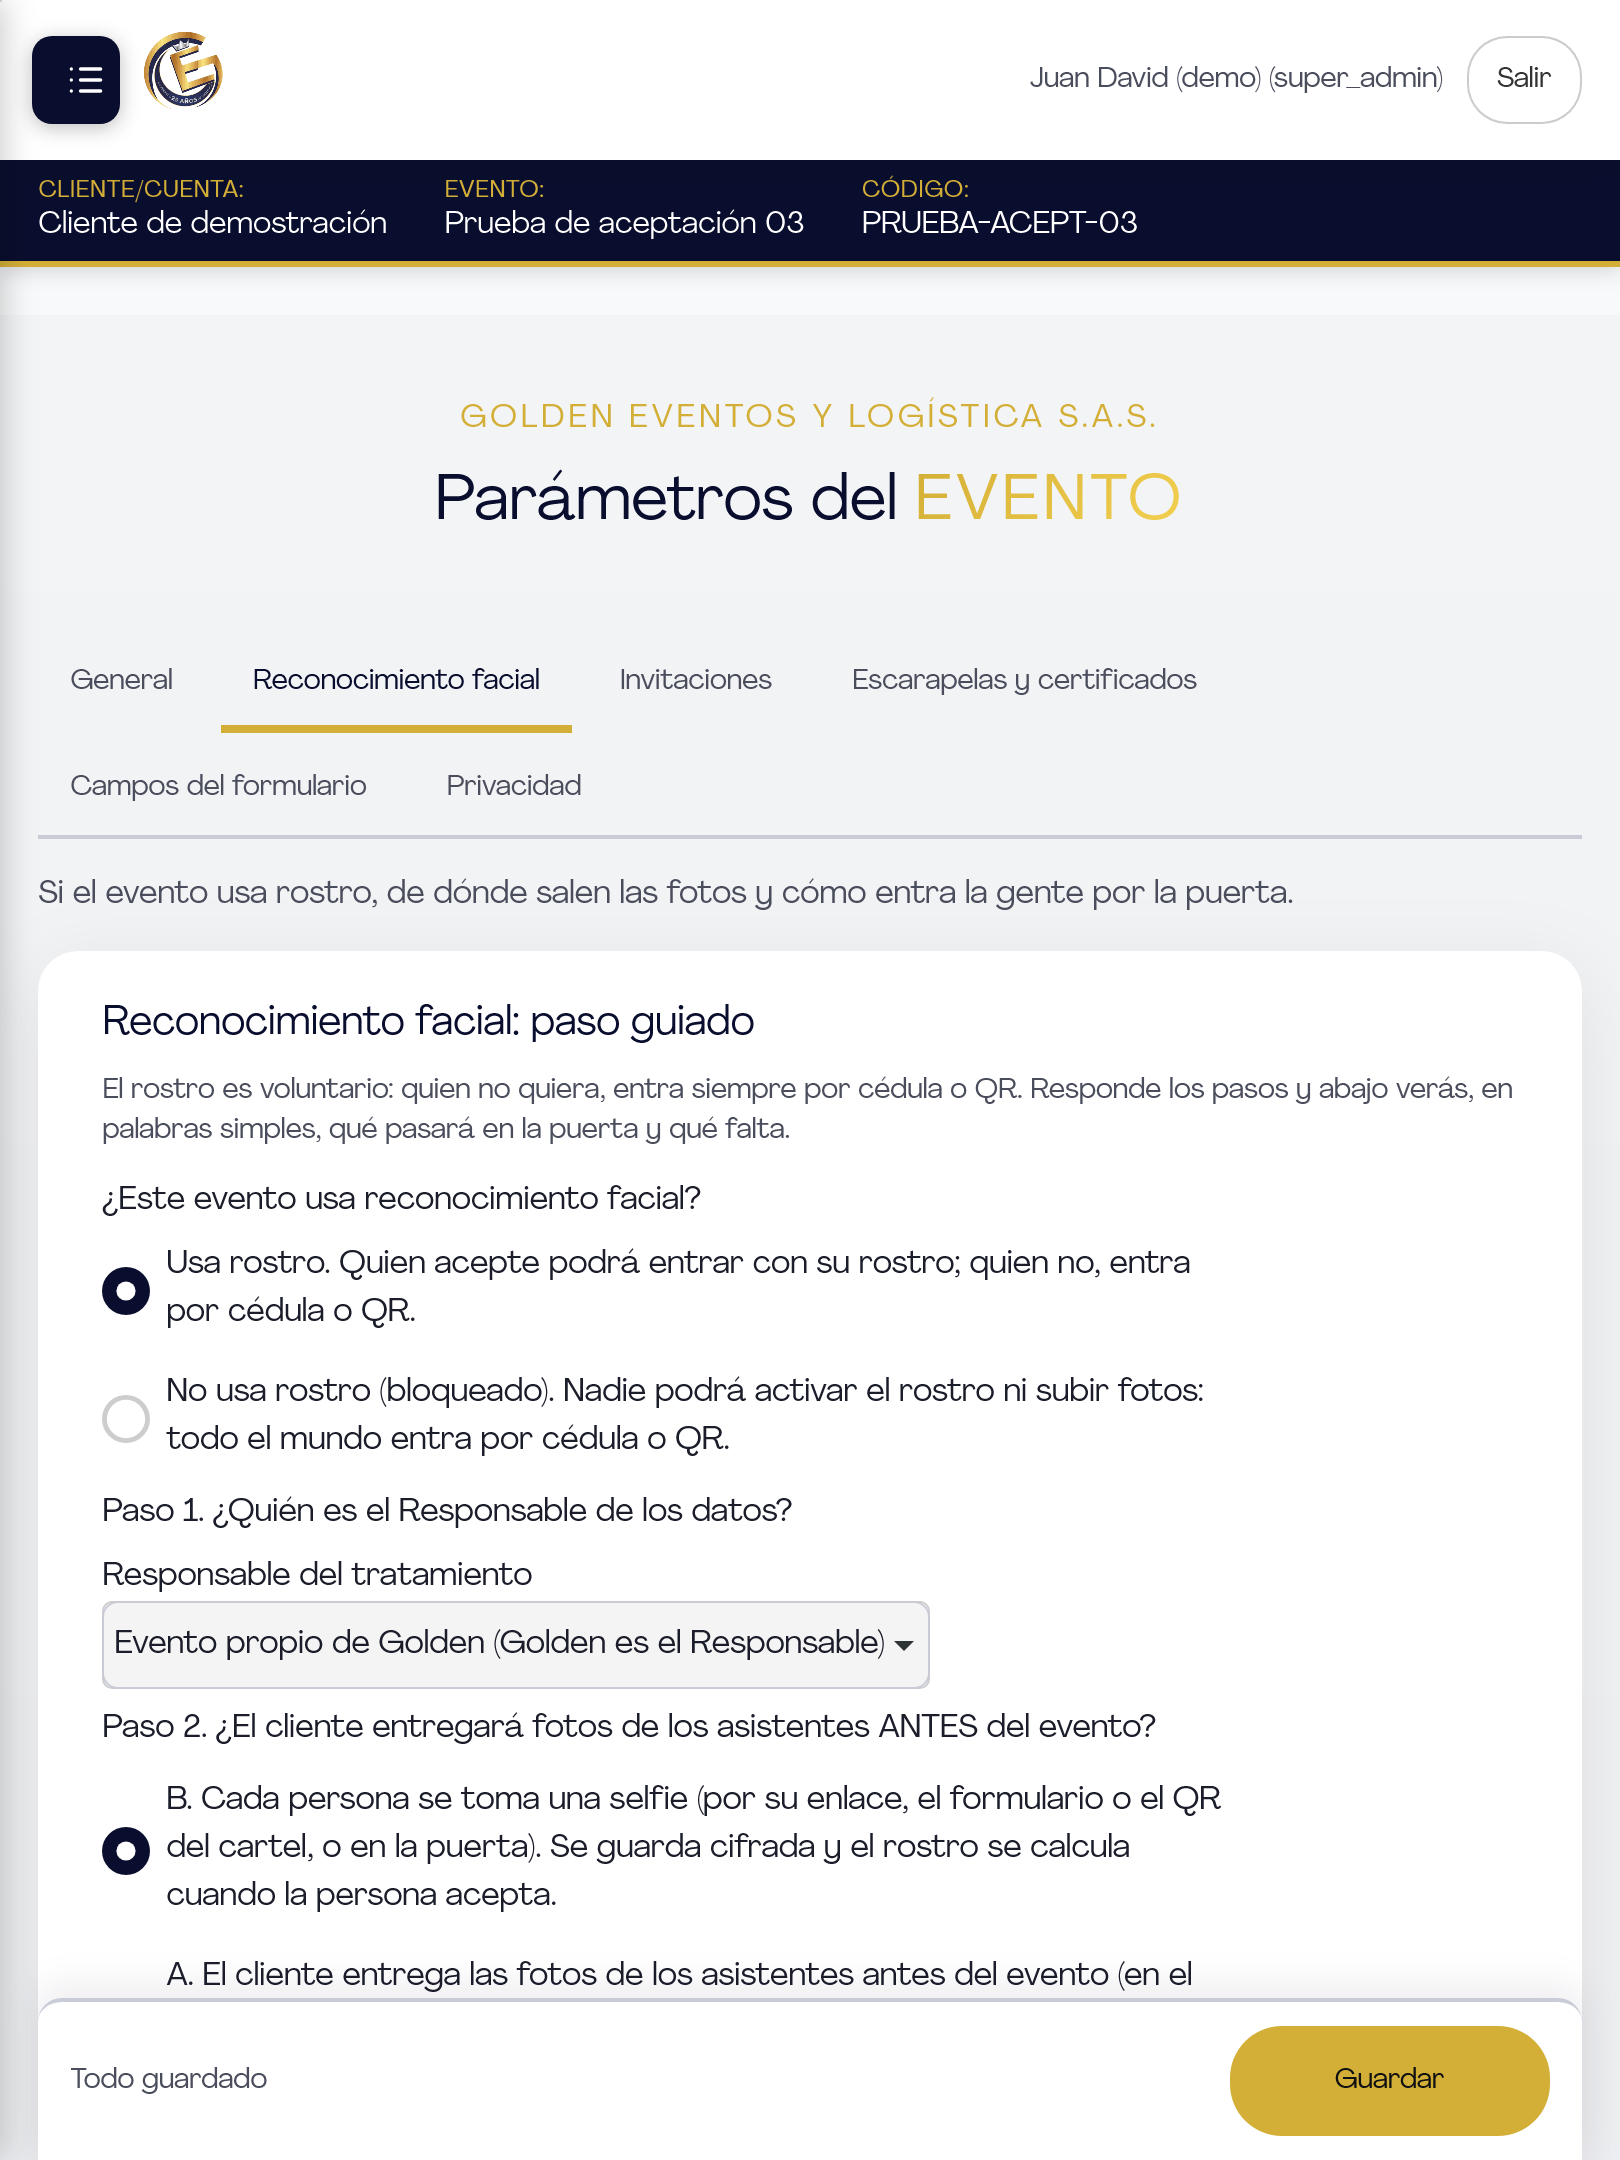 25 AÑOS
Juan David (demo) (super_admin)
Salir
CLIENTE/CUENTA:
Cliente de demostración
EVENTO:
Prueba de aceptación 03
CÓDIGO:
PRUEBA-ACEPT-03
GOLDEN EVENTOS Y LOGÍSTICA S.A.S.
Parámetros del EVENTO
General
Reconocimiento facial
Invitaciones
Escarapelas y certificados
Campos del formulario
Privacidad
Si el evento usa rostro, de dónde salen las fotos y cómo entra la gente por la puerta.
Reconocimiento facial: paso guiado
El rostro es voluntario: quien no quiera, entra siempre por cédula o QR. Responde los pasos y abajo verás, en
palabras simples, qué pasará en la puerta y qué falta.
¿Este evento usa reconocimiento facial?
Usa rostro. Quien acepte podrá entrar con su rostro; quien no, entra
por cédula o QR.
No usa rostro (bloqueado). Nadie podrá activar el rostro ni subir fotos:
todo el mundo entra por cédula o QR.
Paso 1. ¿Quién es el Responsable de los datos?
Responsable del tratamiento
Evento propio de Golden (Golden es el Responsable)
Paso 2. ¿El cliente entregará fotos de los asistentes ANTES del evento?
B. Cada persona se toma una selfie (por su enlace, el formulario o el QR
del cartel, o en la puerta). Se guarda cifrada y el rostro se calcula
cuando la persona acepta.
A. El cliente entrega las fotos de los asistentes antes del evento (en el
Todo guardado
Guardar